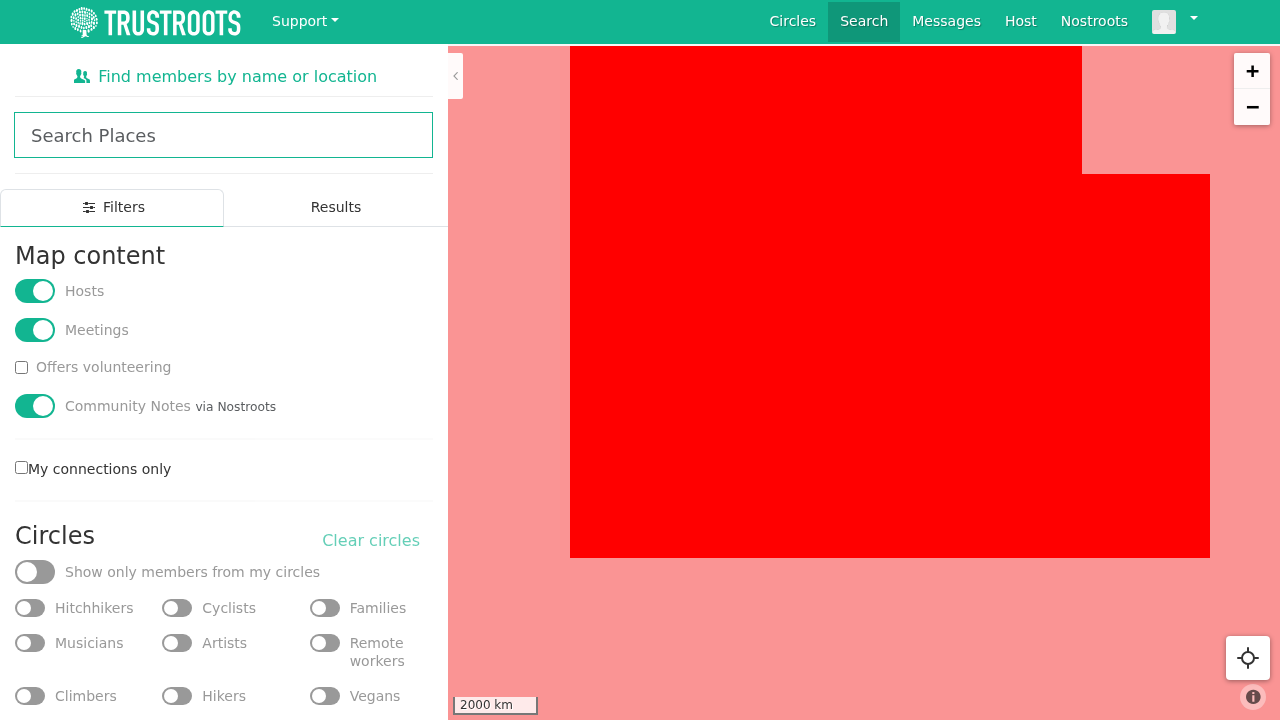 TRUSTROOTS Support Circles Search Messages Host Nostroots
Find members by name or location
Search Places
Filters Results
Map content
Hosts
Meetings
Offers volunteering
Community Notes via Nostroots
My connections only
Circles Clear circles
Show only members from my circles
Hitchhikers Cyclists Families
Musicians Artists Remote workers
Climbers Hikers Vegans
+
−
2000 km